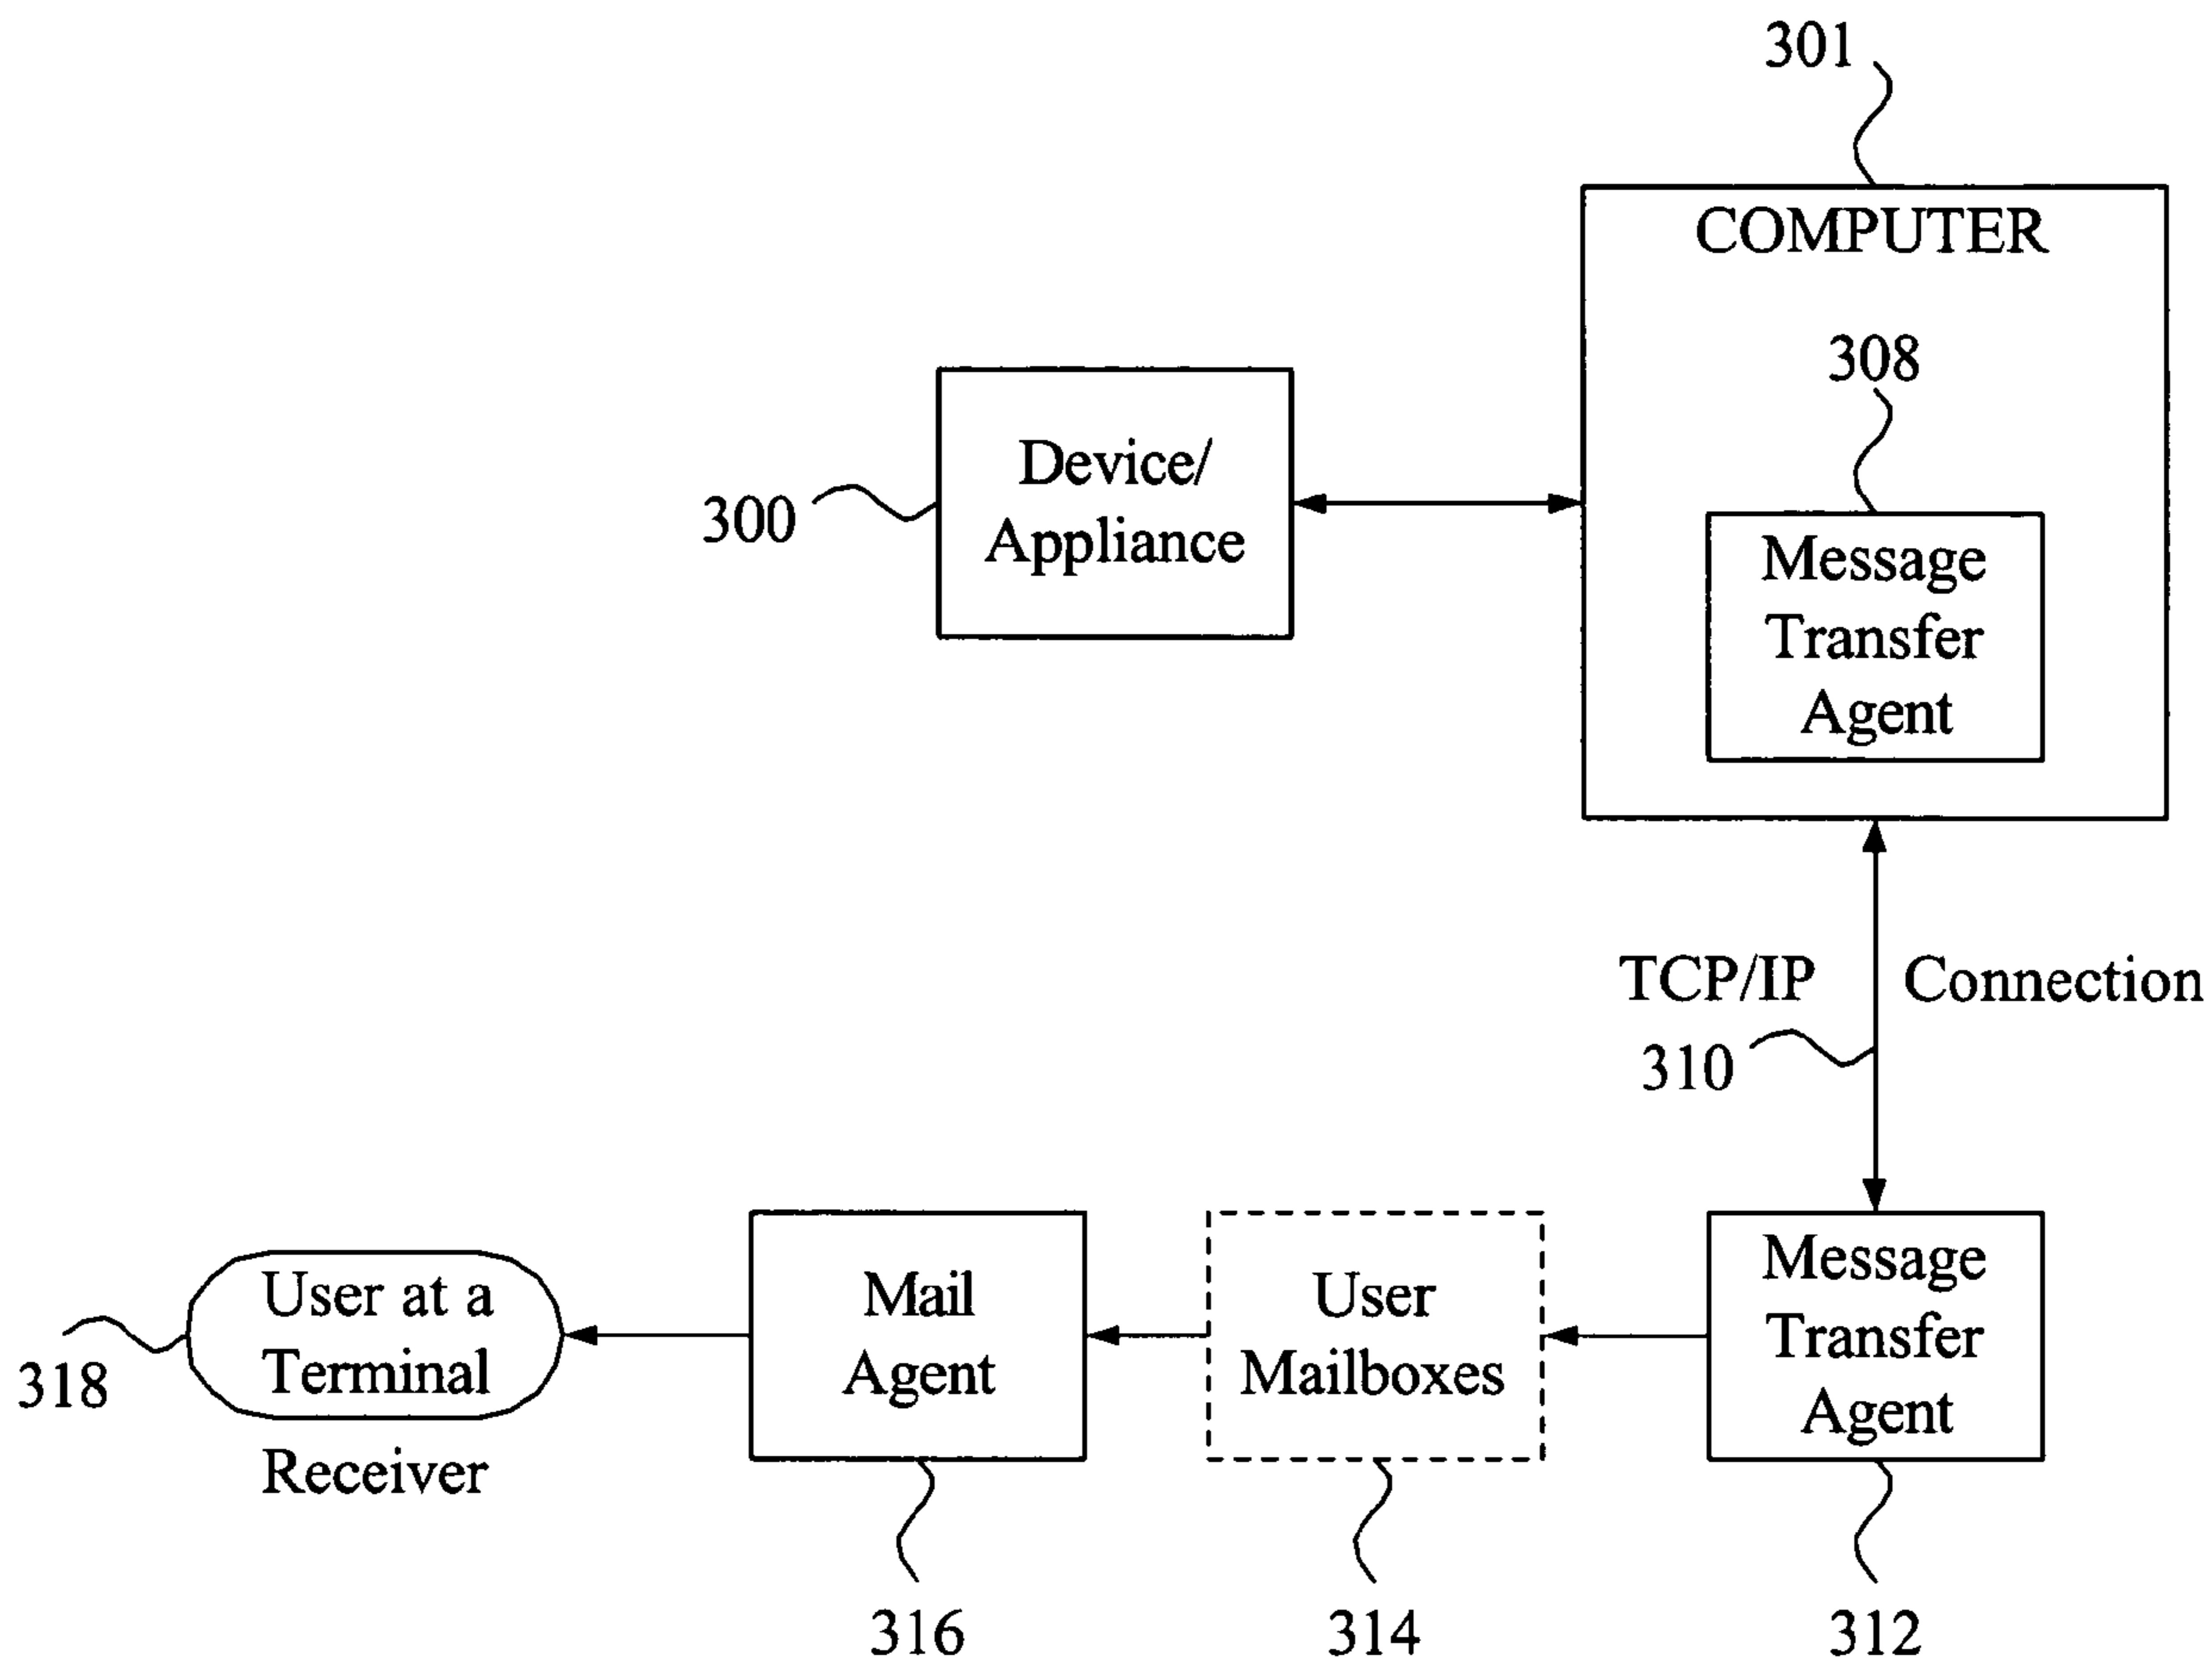 301
COMPUTER
308
Device/
Appliance
300
Message
Transfer
Agent
TCP/IP Connection
310
User at a
Terminal
318
Receiver
Mail
Agent
316
User
Mailboxes
314
Message
Transfer
Agent
312